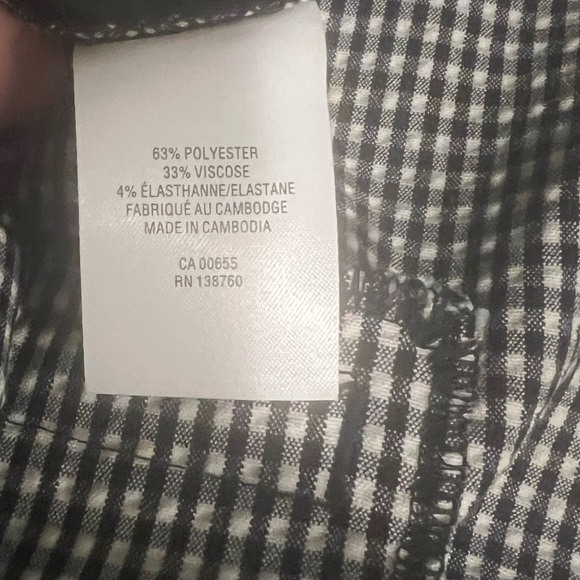 63% POLYESTER
33% VISCOSE
4% ÉLASTHANNE/ELASTANE
FABRIQUÉ AU CAMBODGE
MADE IN CAMBODIA
CA 00655
RN 138760